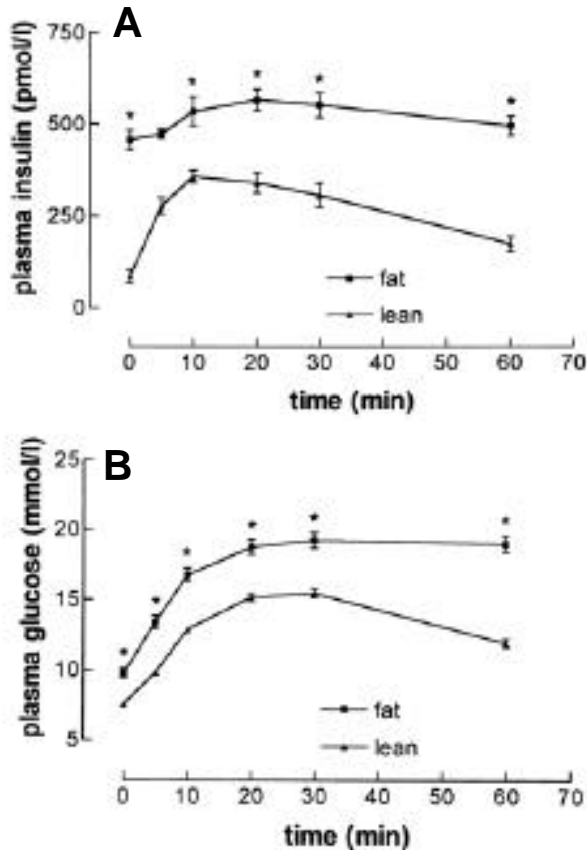 A
plasma insulin (pmol/l)
750
500
250
0
* * * * *
fat
lean
0 10 20 30 40 50 60 70
time (min)
B
plasma glucose (mmol/l)
25
20
15
10
5
* * * * * * *
fat
lean
0 10 20 30 40 50 60 70
time (min)